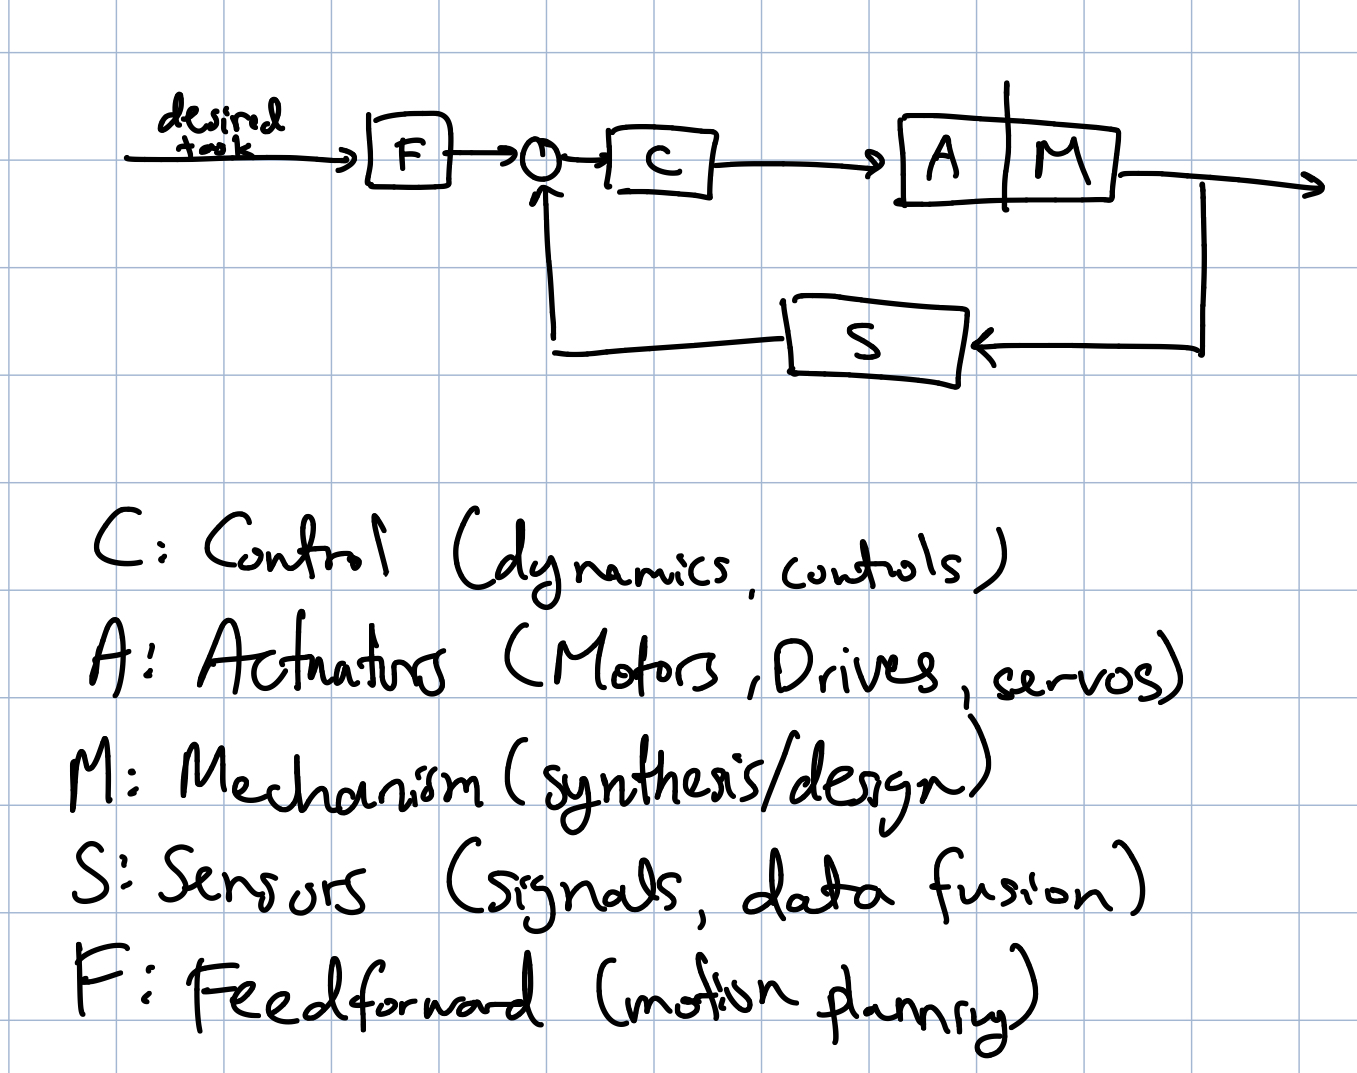 desired
task
F
C
A
M
S
C: Control (dynamics, controls)
A: Actuators (Motors, Drives, servos)
M: Mechanism (synthesis/design)
S: Sensors (signals, data fusion)
F: Feedforward (motion planning)